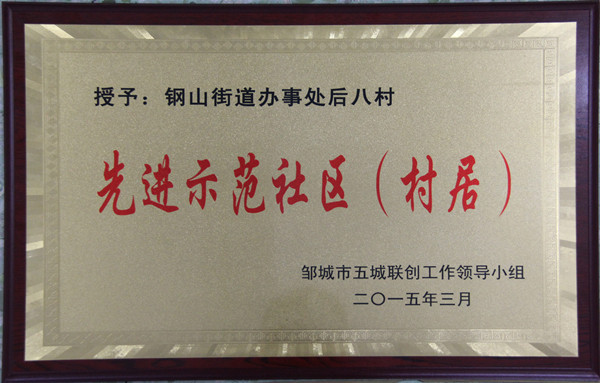 授予：钢山街道办事处后八村
先进示范社区（村居）
邹城市五城联创工作领导小组
二〇一五年三月